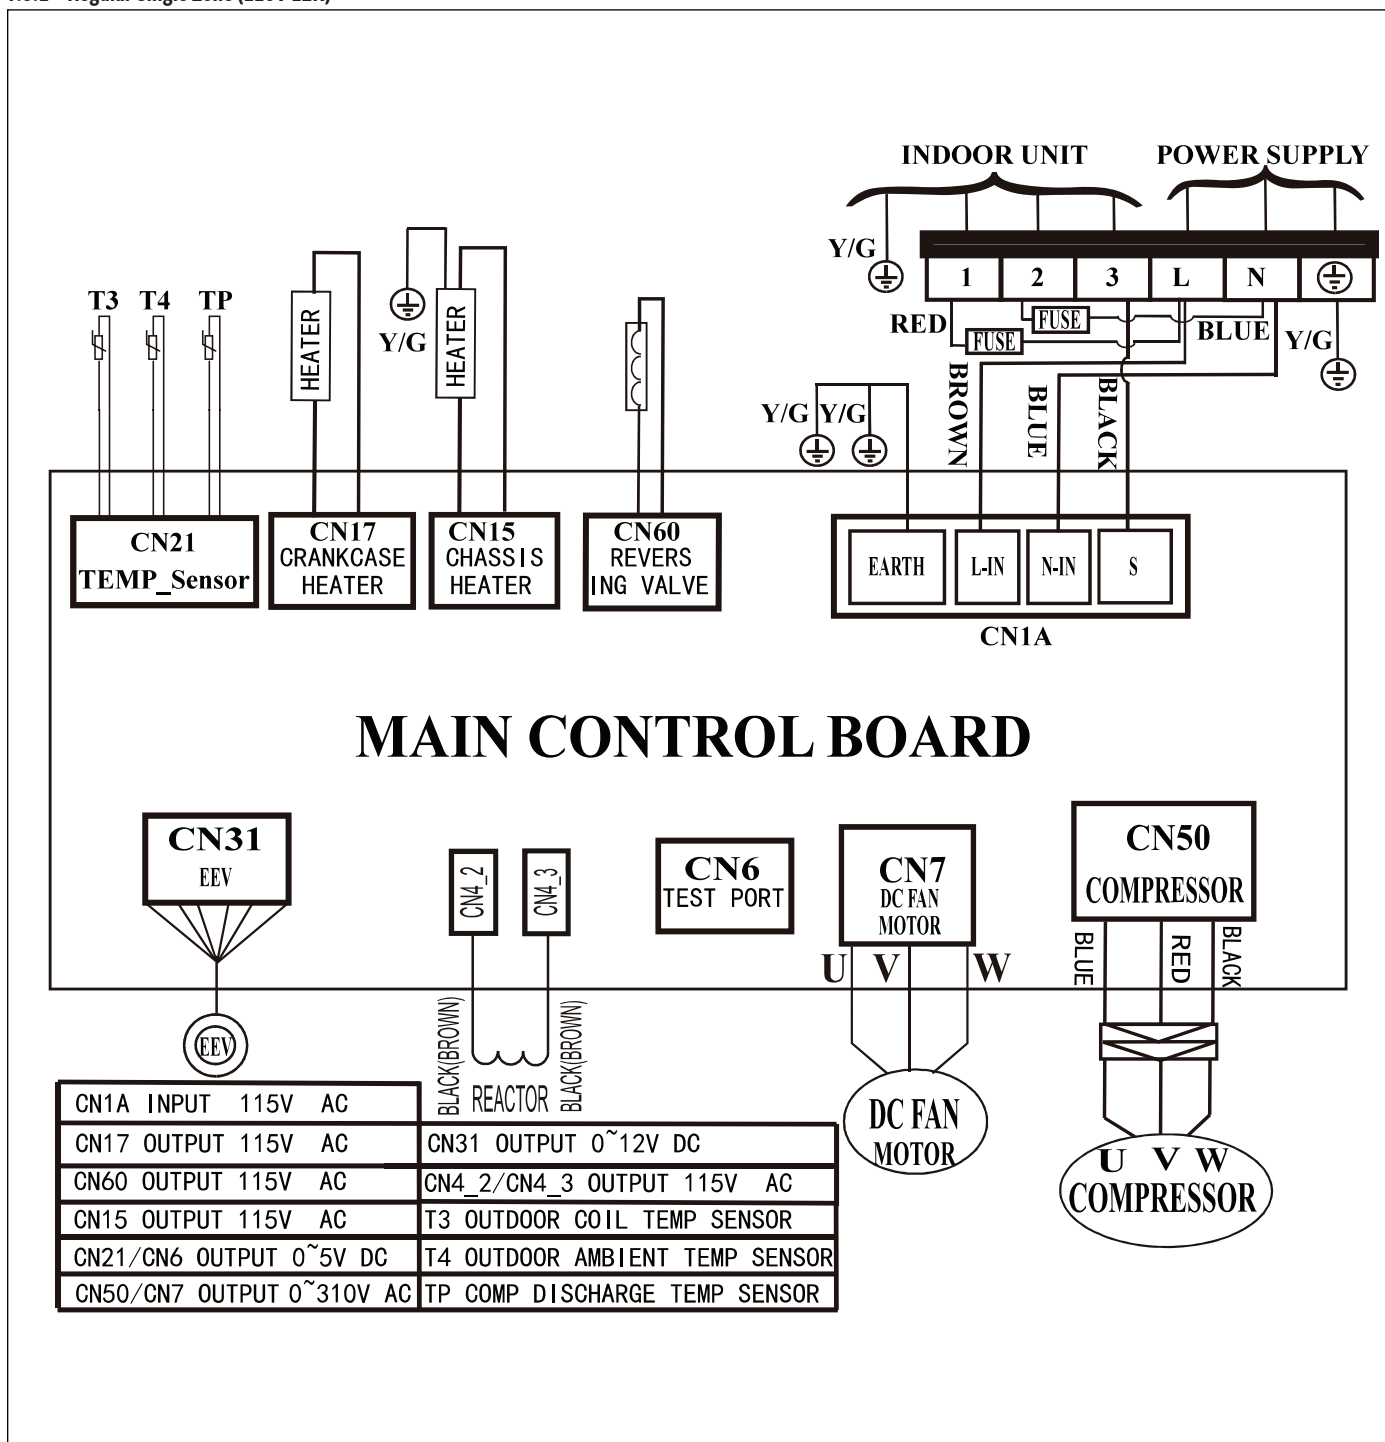 INDOOR UNIT POWER SUPPLY
Y/G
1 2 3 L N
RED FUSE FUSE BLUE Y/G
BROWN
BLUE
BLACK
T3 T4 TP
HEATER
Y/G
HEATER
Y/G Y/G
CN21
TEMP_Sensor
CN17
CRANKCASE
HEATER
CN15
CHASSIS
HEATER
CN60
REVERS
ING VALVE
EARTH L-IN N-IN S
CN1A
MAIN CONTROL BOARD
CN31
EEV
CN4_2
CN4_3
CN6
TEST PORT
CN7
DC FAN
MOTOR
CN50
COMPRESSOR
U V W
BLUE
RED
BLACK
EEV
BLACK(BROWN)
REACTOR
BLACK(BROWN)
DC FAN
MOTOR
U V W
COMPRESSOR
CN1A INPUT 115V AC
CN17 OUTPUT 115V AC CN31 OUTPUT 0~12V DC
CN60 OUTPUT 115V AC CN4_2/CN4_3 OUTPUT 115V AC
CN15 OUTPUT 115V AC T3 OUTDOOR COIL TEMP SENSOR
CN21/CN6 OUTPUT 0~5V DC T4 OUTDOOR AMBIENT TEMP SENSOR
CN50/CN7 OUTPUT 0~310V AC TP COMP DISCHARGE TEMP SENSOR